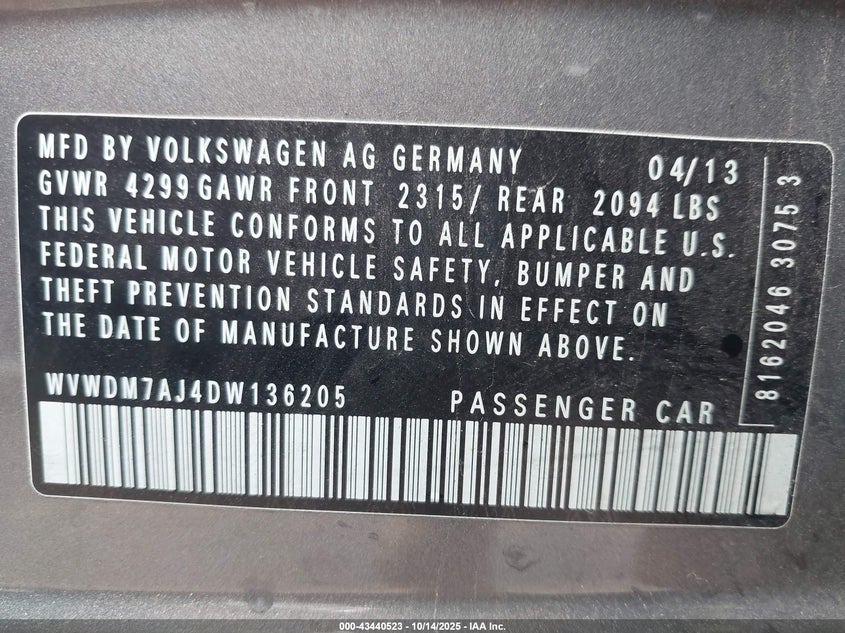 MFD BY VOLKSWAGEN AG GERMANY 04/13
GVWR 4299 GAWR FRONT 2315/ REAR 2094 LBS
THIS VEHICLE CONFORMS TO ALL APPLICABLE U.S.
FEDERAL MOTOR VEHICLE SAFETY, BUMPER AND
THEFT PREVENTION STANDARDS IN EFFECT ON
THE DATE OF MANUFACTURE SHOWN ABOVE.
WVWDM7AJ4DW136205 PASSENGER CAR
8162046 3075 3
000-43440523 - 10/14/2025 - IAA Inc.